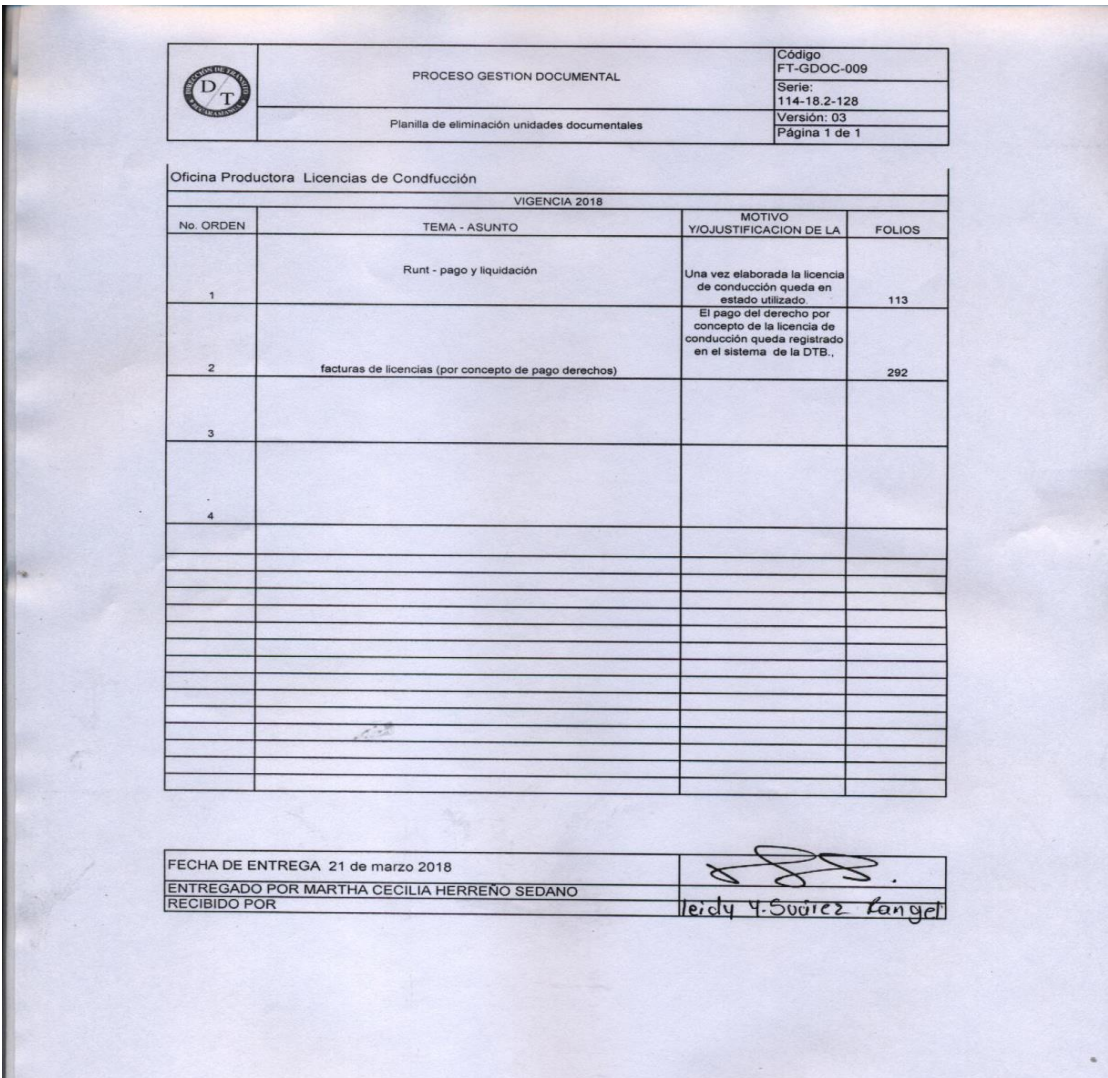 DIRECCIÓN DE TRÁNSITO
D T
BUCARAMANGA
PROCESO GESTION DOCUMENTAL
Código
FT-GDOC-009
Serie:
114-18.2-128
Planilla de eliminación unidades documentales
Versión: 03
Página 1 de 1
Oficina Productora Licencias de Condfucción
VIGENCIA 2018
No. ORDEN
TEMA - ASUNTO
MOTIVO
Y/OJUSTIFICACION DE LA
FOLIOS
1
Runt - pago y liquidación
Una vez elaborada la licencia
de conducción queda en
estado utilizado.
113
2
facturas de licencias (por concepto de pago derechos)
El pago del derecho por
concepto de la licencia de
conducción queda registrado
en el sistema de la DTB.,
292
3
.
4
FECHA DE ENTREGA 21 de marzo 2018
ENTREGADO POR MARTHA CECILIA HERREÑO SEDANO
RECIBIDO POR
leidy Y. Suárez Rangel